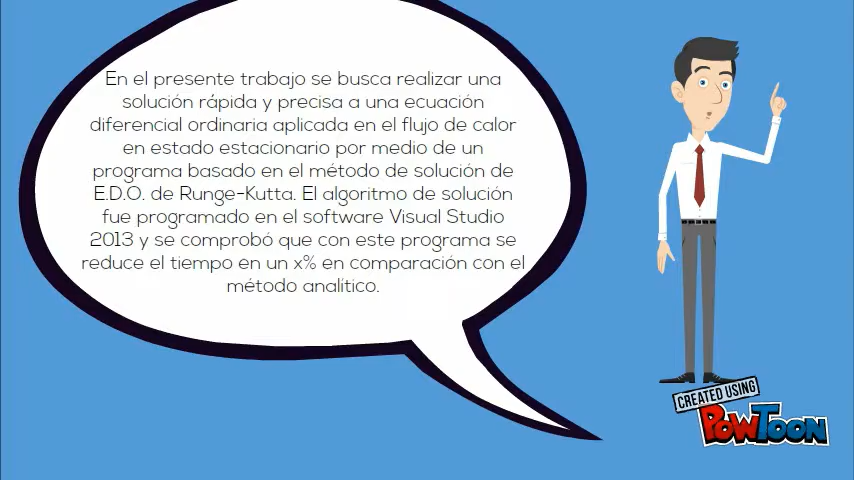 En el presente trabajo se busca realizar una
solución rápida y precisa a una ecuación
diferencial ordinaria aplicada en el flujo de calor
en estado estacionario por medio de un
programa basado en el método de solución de
E.D.O. de Runge-Kutta. El algoritmo de solución
fue programado en el software Visual Studio
2013 y se comprobó que con este programa se
reduce el tiempo en un x% en comparación con el
método analítico.
CREATED USING
POWTOON